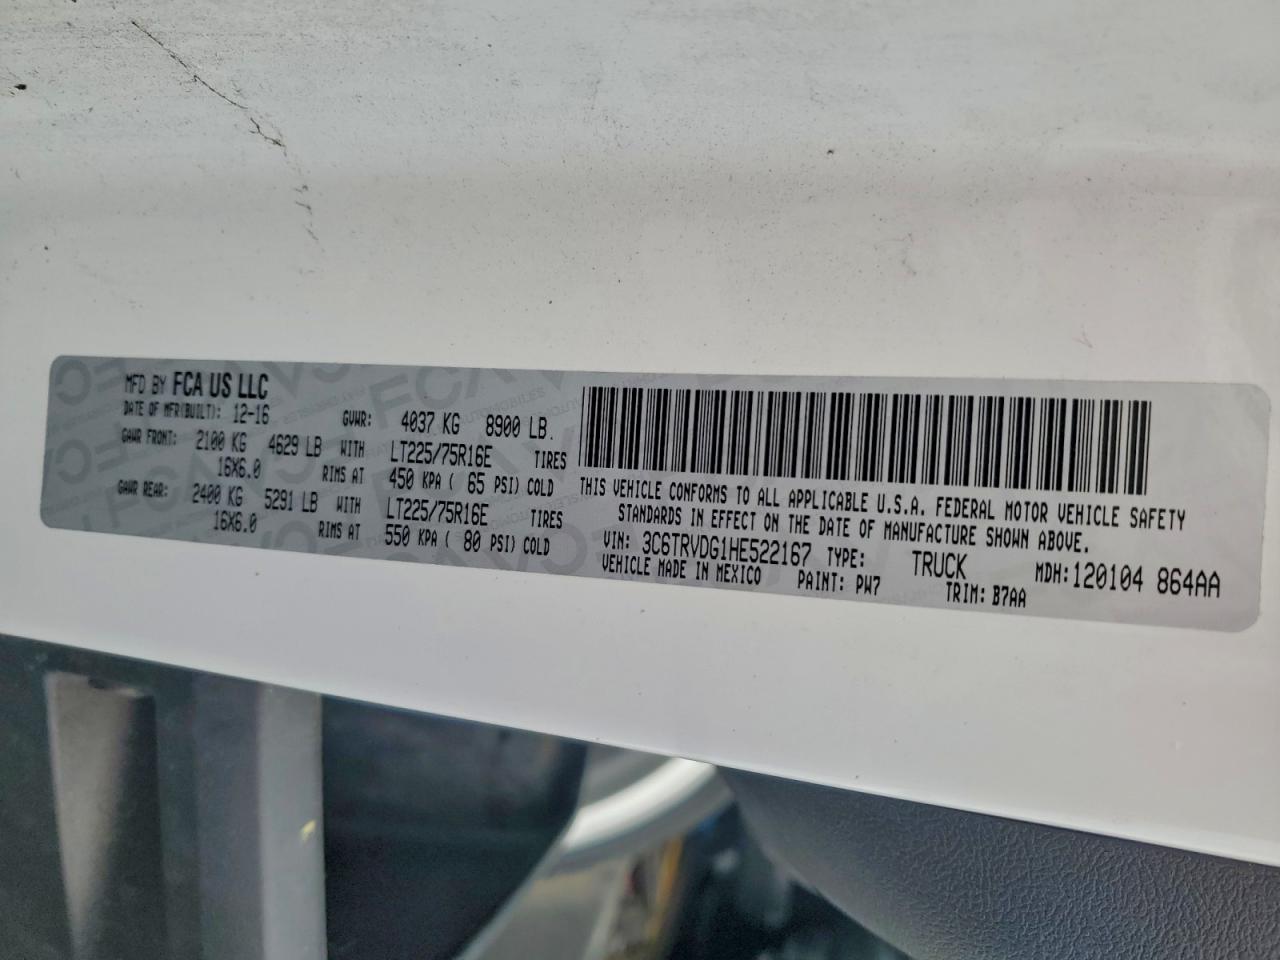 MFD BY FCA US LLC
DATE OF MFR(BUILT): 12-16 GVWR: 4037 KG 8900 LB.
GAWR FRONT: 2100 KG 4629 LB WITH LT225/75R16E TIRES
16X6.0 RIMS AT 450 KPA ( 65 PSI) COLD
GAWR REAR: 2400 KG 5291 LB WITH LT225/75R16E TIRES
16X6.0 RIMS AT 550 KPA ( 80 PSI) COLD
THIS VEHICLE CONFORMS TO ALL APPLICABLE U.S.A. FEDERAL MOTOR VEHICLE SAFETY
STANDARDS IN EFFECT ON THE DATE OF MANUFACTURE SHOWN ABOVE.
VIN: 3C6TRVDG1HE522167 TYPE: TRUCK MDH:120104 864AA
VEHICLE MADE IN MEXICO PAINT: PW7 TRIM: B7AA